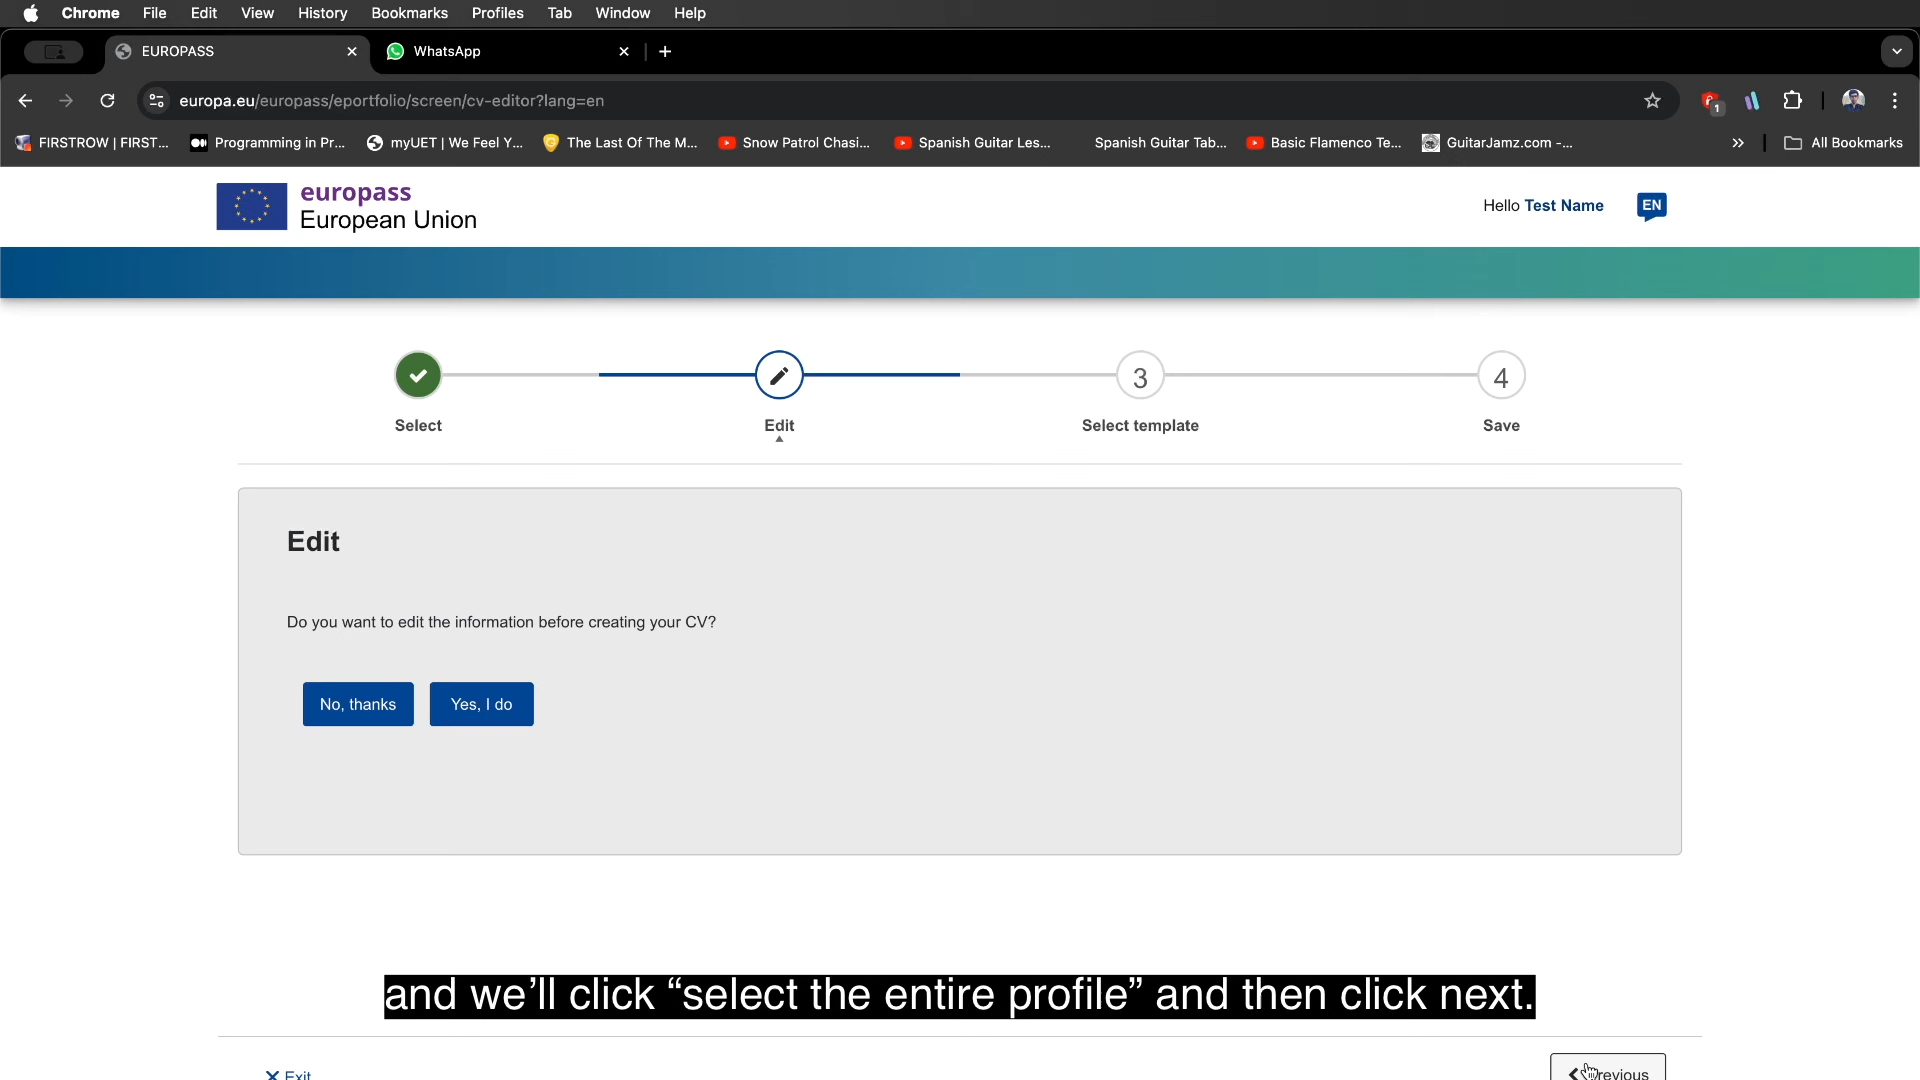 Chrome File Edit View History Bookmarks Profiles Tab Window Help
EUROPASS WhatsApp
europa.eu/europass/eportfolio/screen/cv-editor?lang=en 1
FIRSTROW | FIRST... Programming in Pr... myUET | We Feel Y... The Last Of The M... Snow Patrol Chasi... Spanish Guitar Les... Spanish Guitar Tab... Basic Flamenco Te... GuitarJamz.com -... All Bookmarks
europass
European Union
Hello Test Name EN
3 4
Select Edit Select template Save
Edit
Do you want to edit the information before creating your CV?
No, thanks Yes, I do
and we’ll click “select the entire profile” and then click next.
Exit Previous